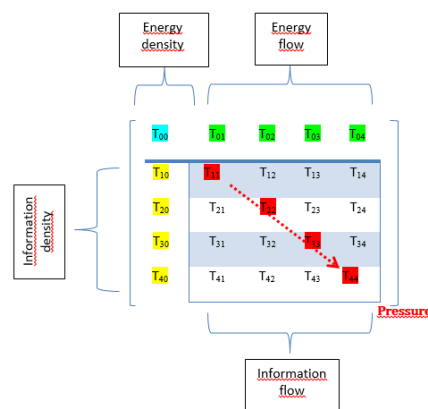 Energy density
Energy flow
T₀₀ T₀₁ T₀₂ T₀₃ T₀₄
T₁₀ T₁₁ T₁₂ T₁₃ T₁₄
T₂₀ T₂₁ T₂₂ T₂₃ T₂₄
T₃₀ T₃₁ T₃₂ T₃₃ T₃₄
T₄₀ T₄₁ T₄₂ T₄₃ T₄₄
Information density
Pressure
Information flow